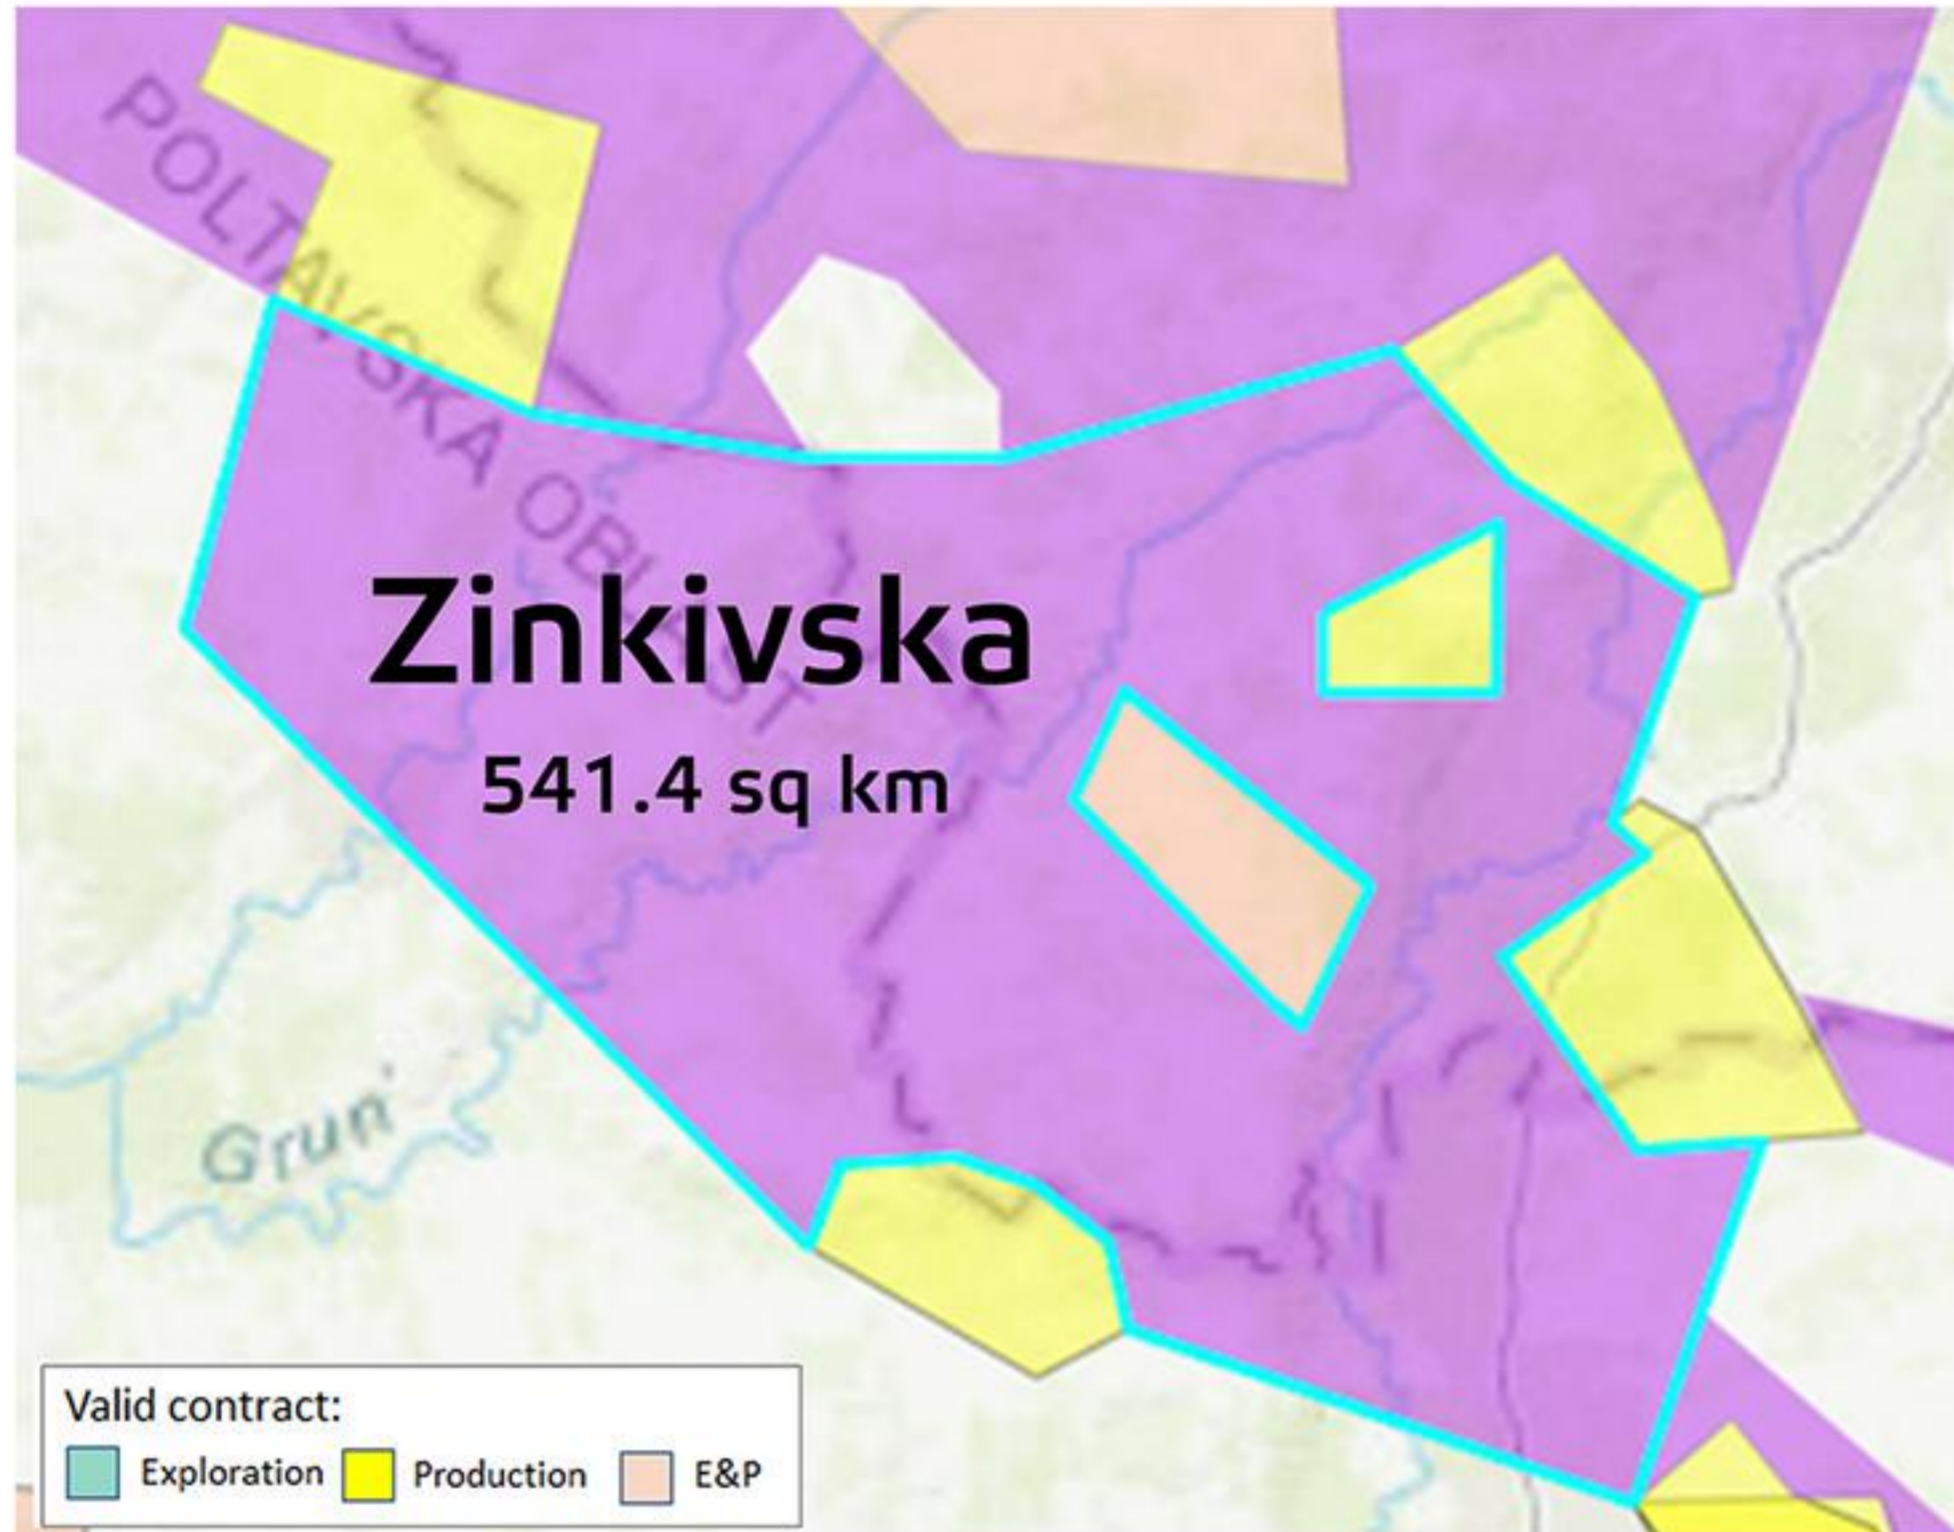 POLTAVSKA OBLAST
Zinkivska
541.4 sq km
Grun'
Valid contract:
Exploration
Production
E&P